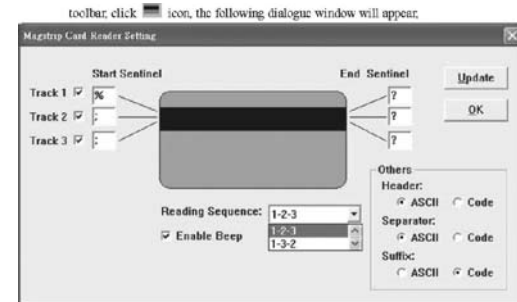 toolbar, click icon, the following dialogue window will appear,
Magstrip Card Reader Setting
Start Sentinel End Sentinel
Update
Track 1 % ?
Track 2 ; ?
OK
Track 3 ; ?
Others
Header:
ASCII Code
Reading Sequence: 1-2-3
Separator:
Enable Beep 1-2-3
ASCII Code
1-3-2
Suffix:
ASCII Code